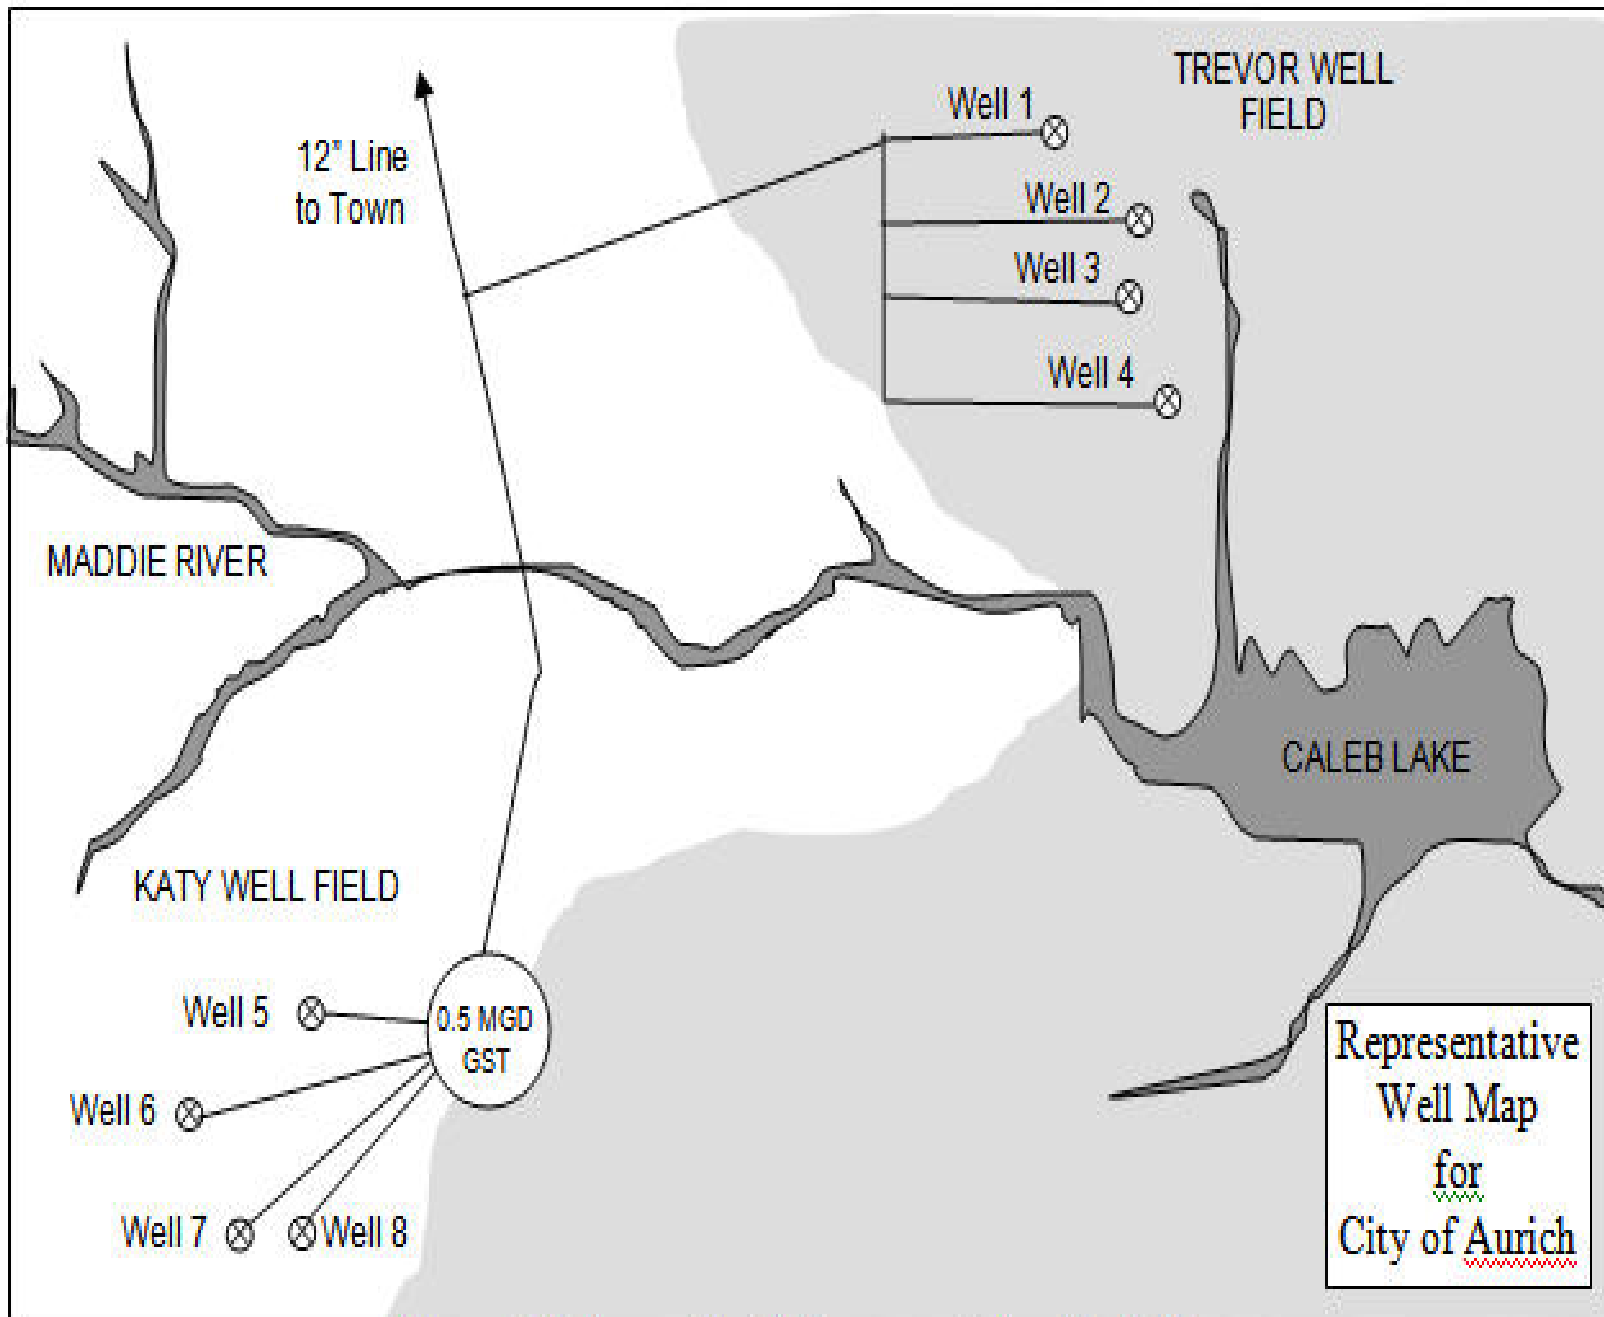 TREVOR WELL
FIELD
Well 1
12" Line
to Town
Well 2
Well 3
Well 4
MADDIE RIVER
CALEB LAKE
KATY WELL FIELD
Well 5
0.5 MGD
GST
Well 6
Well 7
Well 8
Representative
Well Map
for
City of Aurich